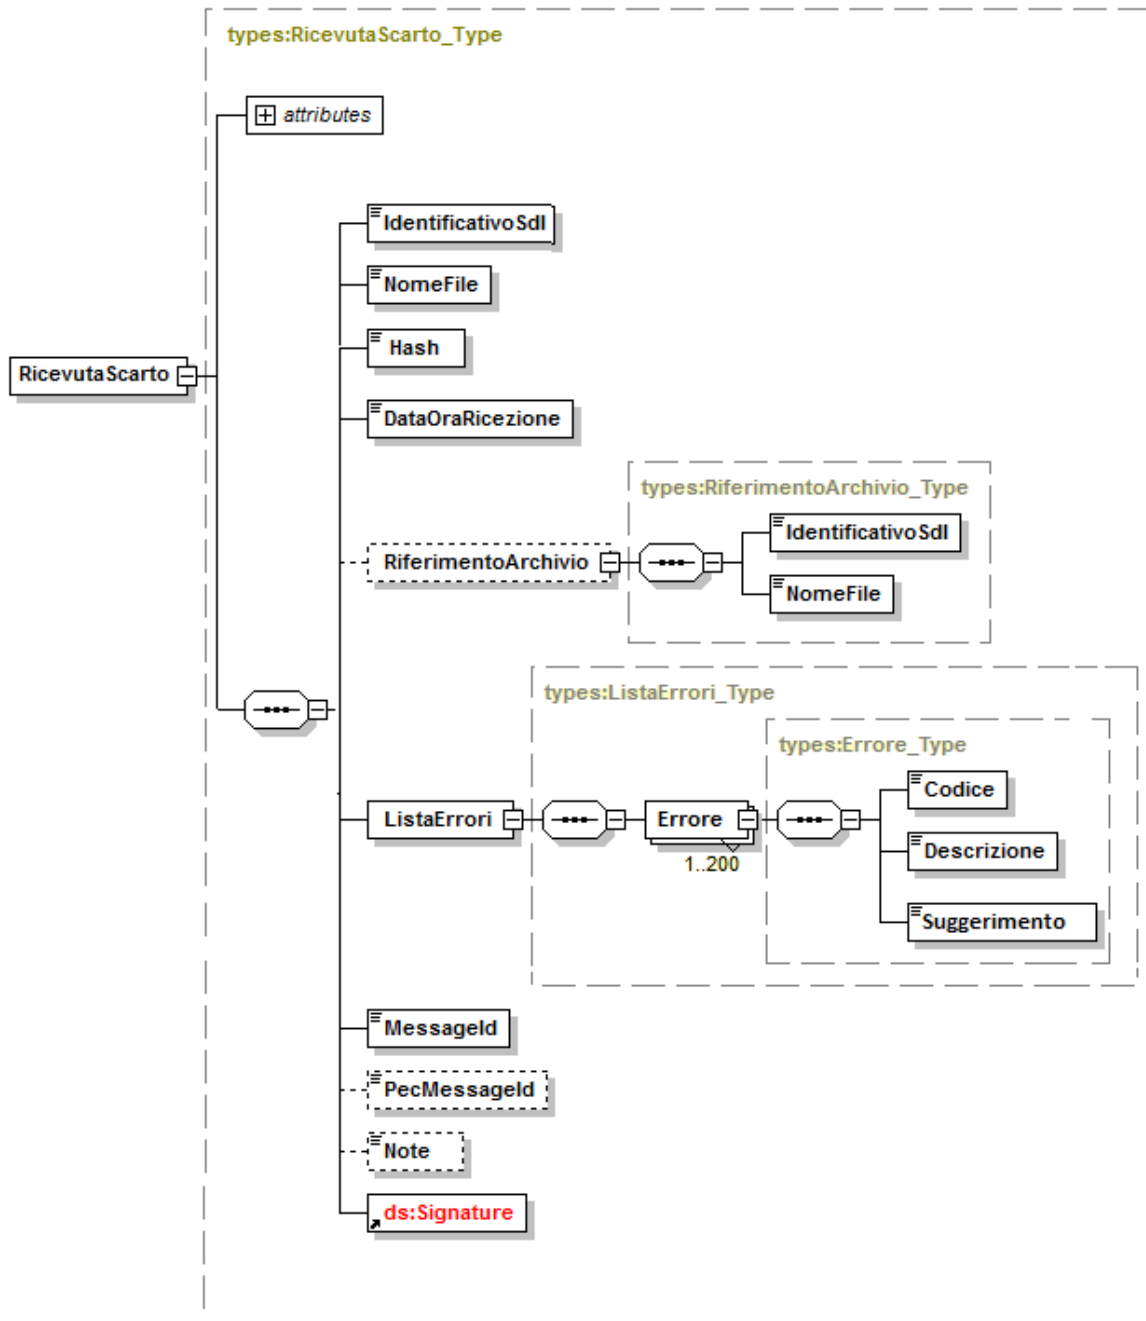 types:RicevutaScarto_Type
attributes
IdentificativoSdI
NomeFile
Hash
RicevutaScarto
DataOraRicezione
types:RiferimentoArchivio_Type
IdentificativoSdI
RiferimentoArchivio
NomeFile
types:ListaErrori_Type
types:Errore_Type
Codice
ListaErrori
Errore
1..200
Descrizione
Suggerimento
MessageId
PecMessageId
Note
ds:Signature